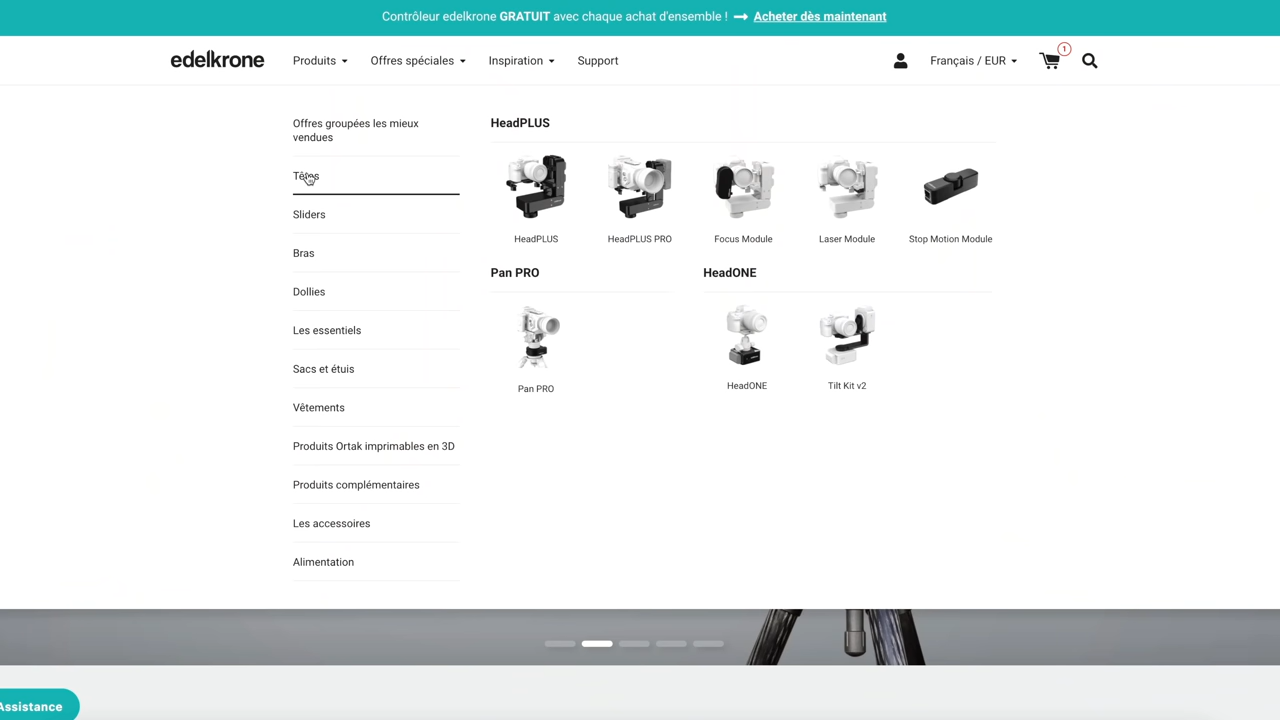 Contrôleur edelkrone GRATUIT avec chaque achat d'ensemble ! → Acheter dès maintenant
edelkrone Produits Offres spéciales Inspiration Support Français / EUR 1
Offres groupées les mieux
vendues
Têtes
Sliders
Bras
Dollies
Les essentiels
Sacs et étuis
Vêtements
Produits Ortak imprimables en 3D
Produits complémentaires
Les accessoires
Alimentation
HeadPLUS
HeadPLUS HeadPLUS PRO Focus Module Laser Module Stop Motion Module
Pan PRO
Pan PRO
HeadONE
HeadONE Tilt Kit v2
Assistance